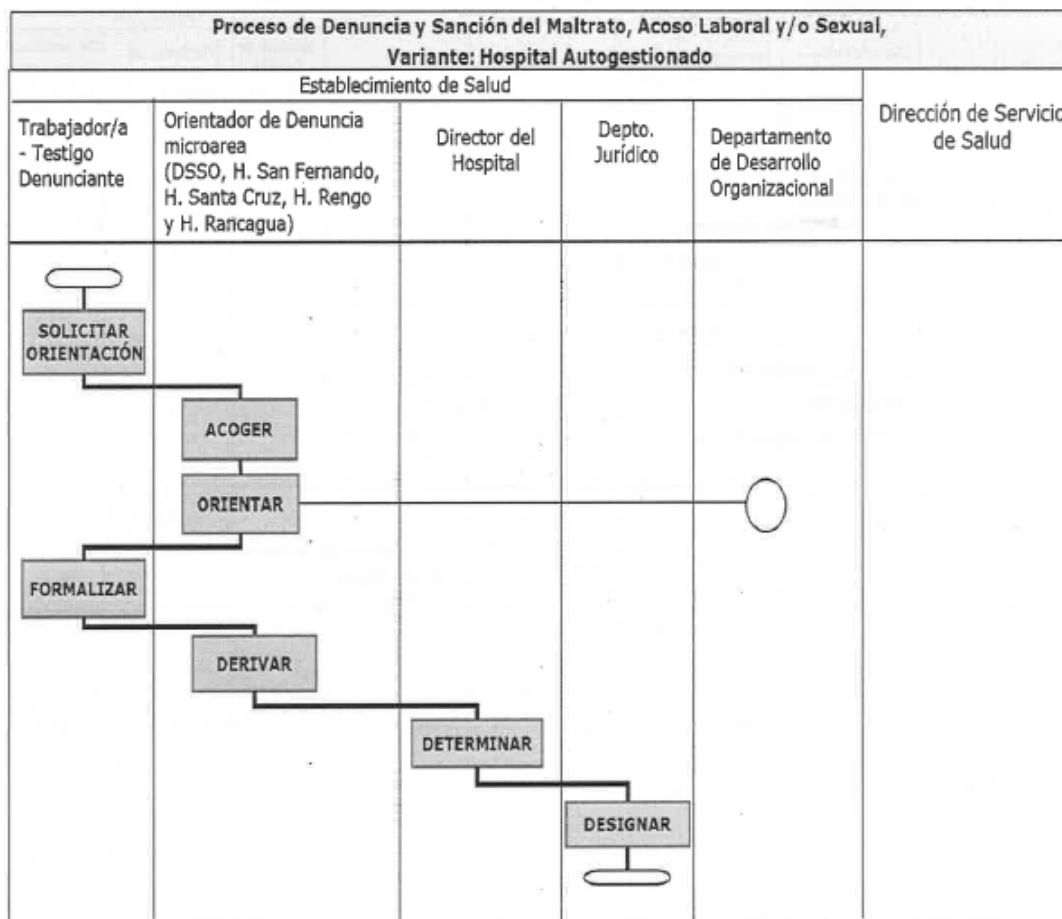 Proceso de Denuncia y Sanción del Maltrato, Acoso Laboral y/o Sexual,
Variante: Hospital Autogestionado
Establecimiento de Salud
Trabajador/a
- Testigo
Denunciante
Orientador de Denuncia
microarea
(DSSO, H. San Fernando,
H. Santa Cruz, H. Rengo
y H. Rancagua)
Director del
Hospital
Depto.
Jurídico
Departamento
de Desarrollo
Organizacional
Dirección de Servicio
de Salud
SOLICITAR
ORIENTACIÓN
ACOGER
ORIENTAR
FORMALIZAR
DERIVAR
DETERMINAR
DESIGNAR